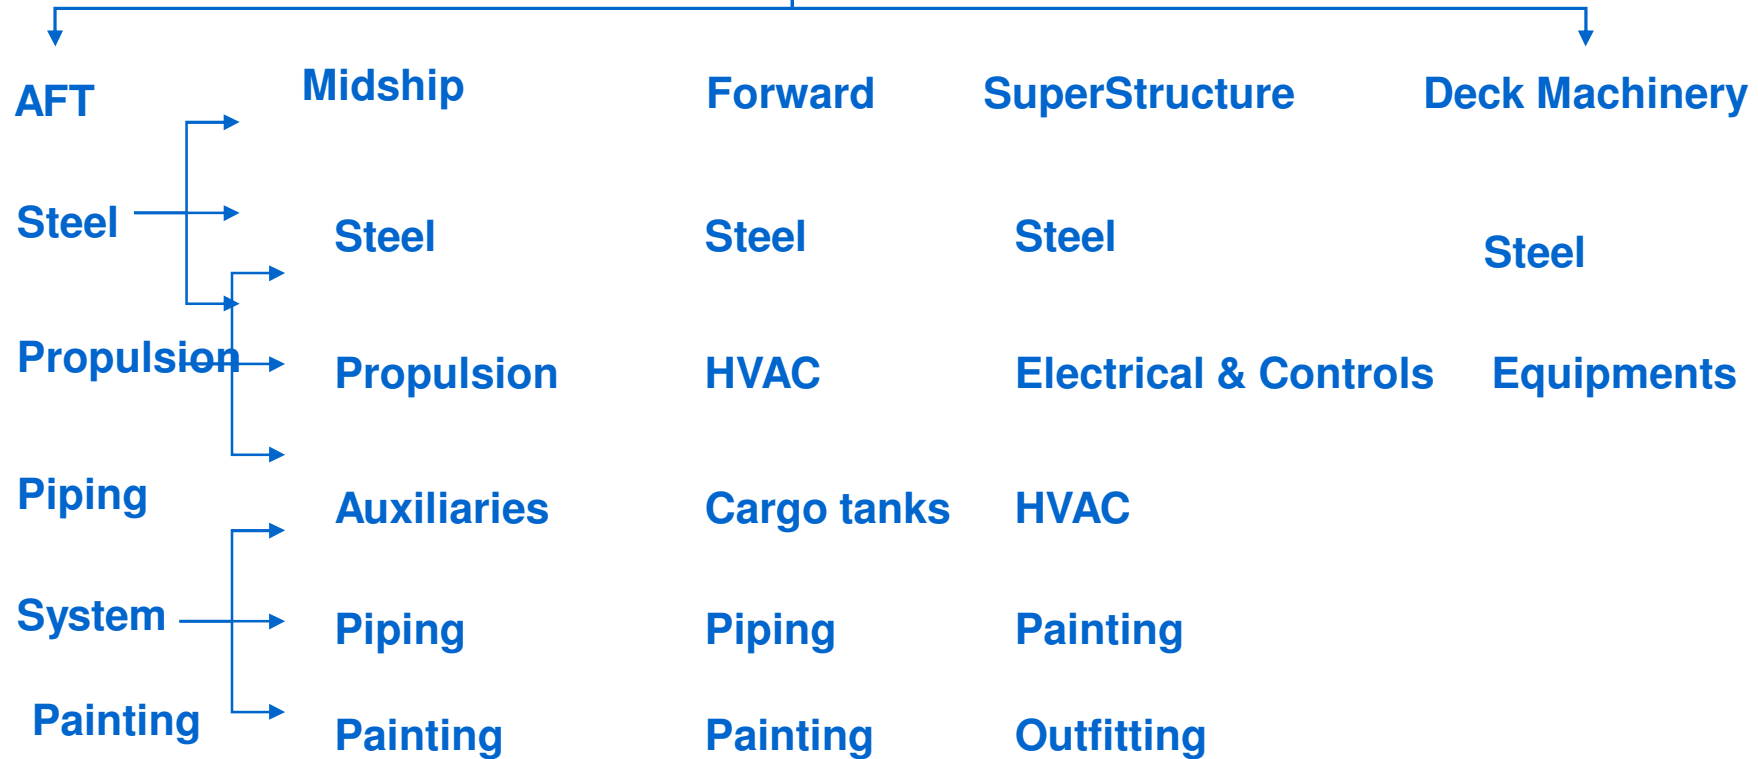 AFT
Midship
Forward
SuperStructure
Deck Machinery
Steel
Steel
Steel
Steel
Steel
Propulsion
Propulsion
HVAC
Electrical & Controls
Equipments
Piping
Auxiliaries
Cargo tanks
HVAC
System
Piping
Piping
Painting
Painting
Painting
Painting
Outfitting